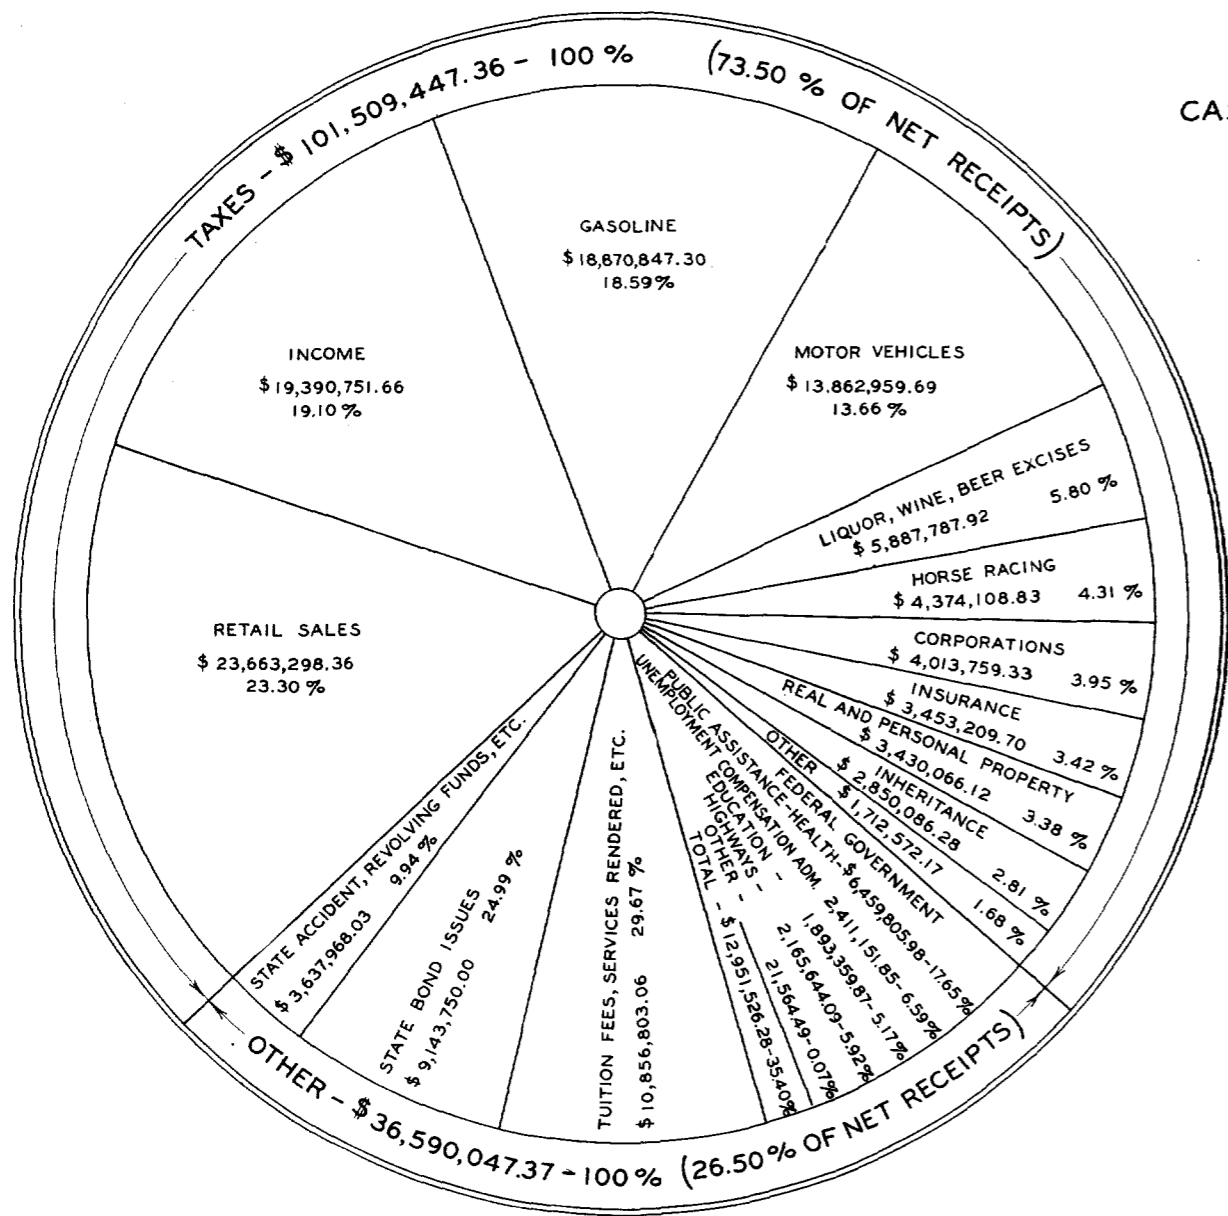 TAXES - $101,509,447.36 - 100 % (73.50 % OF NET RECEIPTS)
GASOLINE
$18,870,847.30
18.59%
INCOME
$19,390,751.66
19.10 %
MOTOR VEHICLES
$13,862,959.69
13.66 %
LIQUOR, WINE, BEER EXCISES
$5,887,787.92 5.80 %
HORSE RACING
$4,374,108.83 4.31 %
CORPORATIONS
$4,013,759.33 3.95 %
INSURANCE
$3,453,209.70 3.42 %
REAL AND PERSONAL PROPERTY
$3,430,066.12 3.38 %
INHERITANCE
$2,850,086.28 2.81 %
OTHER
$1,712,572.17 1.68 %
RETAIL SALES
$23,663,298.36
23.30 %
STATE ACCIDENT, REVOLVING FUNDS, ETC.
$3,637,968.03 9.94 %
STATE BOND ISSUES
$9,143,750.00 24.99 %
TUITION FEES, SERVICES RENDERED, ETC.
$10,856,803.06 29.67 %
FEDERAL GOVERNMENT
PUBLIC ASSISTANCE-HEALTH-$6,459,805.98-17.65%
UNEMPLOYMENT COMPENSATION ADM. 2,411,151.85-6.59%
EDUCATION - 1,893,359.87-5.17%
HIGHWAYS - 2,165,644.09-5.92%
OTHER - 21,564.49-0.07%
TOTAL - $12,951,526.28-35.40%
OTHER - $36,590,047.37-100 % (26.50% OF NET RECEIPTS)